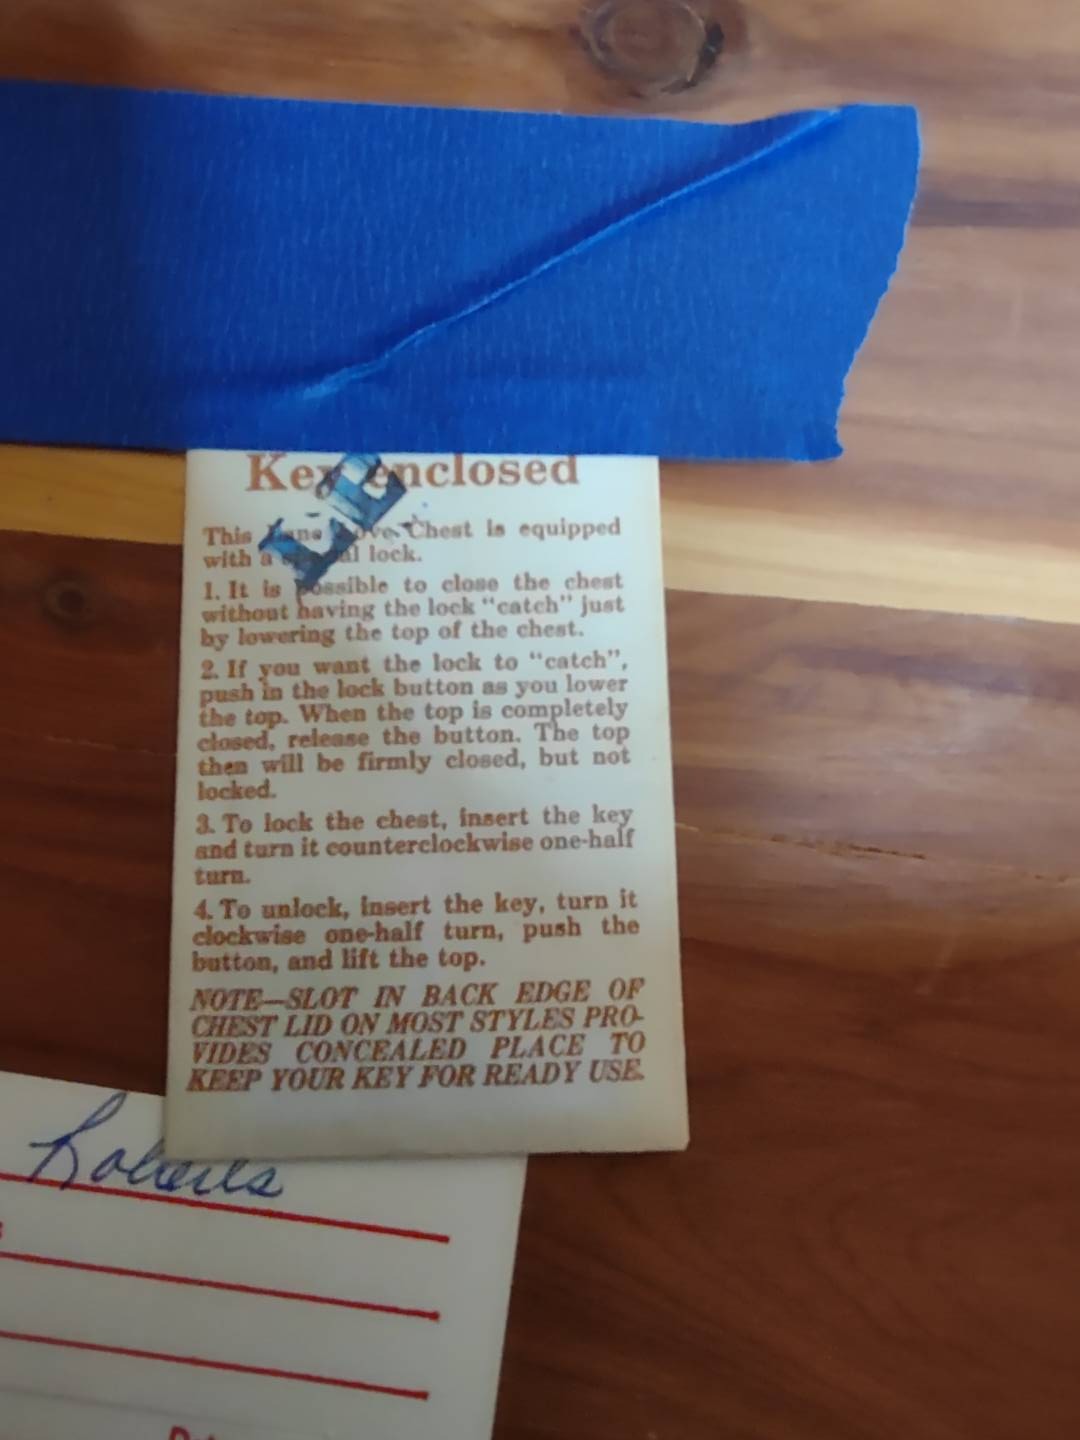 Key enclosed
This Lane Love Chest is equipped
with a lock.
1. It is possible to close the chest
without having the lock "catch" just
by lowering the top of the chest.
2. If you want the lock to "catch",
push in the lock button as you lower
the top. When the top is completely
closed, release the button. The top
then will be firmly closed, but not
locked.
3. To lock the chest, insert the key
and turn it counterclockwise one-half
turn.
4. To unlock, insert the key, turn it
clockwise one-half turn, push the
button, and lift the top.
NOTE—SLOT IN BACK EDGE OF
CHEST LID ON MOST STYLES PRO-
VIDES CONCEALED PLACE TO
KEEP YOUR KEY FOR READY USE.
Roberts